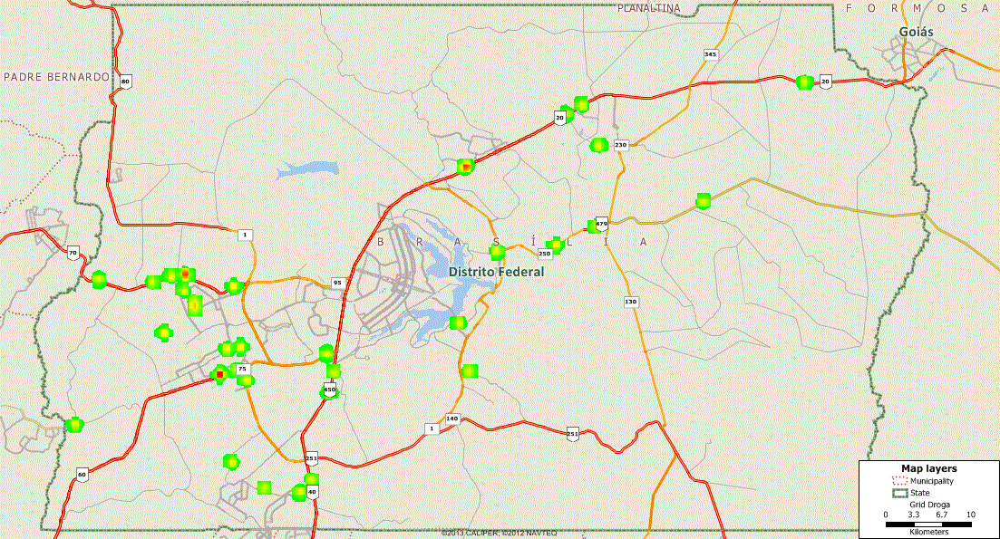 PLANALTINA
F O R M O S A
Goiás
345
PADRE BERNARDO
80
20
20
230
479
B R A S Í L I A
1
250
70
Distrito Federal
95
130
75
450
140
1
251
251
60
40
Map layers
Municipality
State
Grid Droga
0 3.3 6.7 10
Kilometers
©2013 CALIPER; ©2012 NAVTEQ